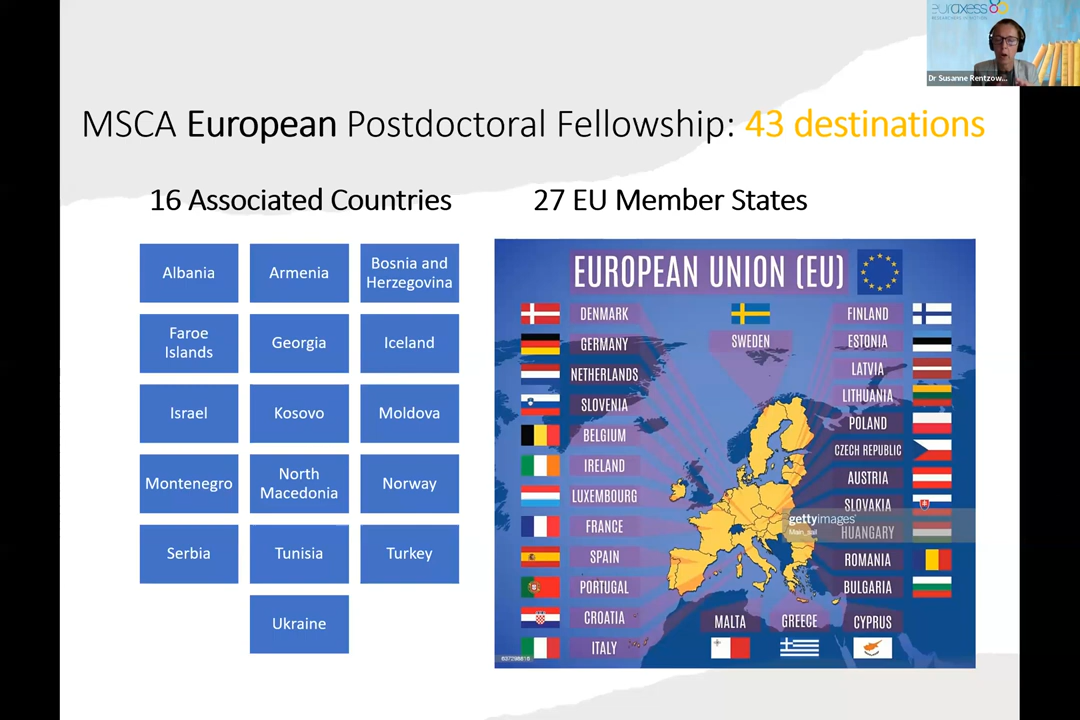 euraxess
Dr Susanne Rentzow...
MSCA European Postdoctoral Fellowship: 43 destinations
16 Associated Countries
Albania
Armenia
Bosnia and
Herzegovina
Faroe
Islands
Georgia
Iceland
Israel
Kosovo
Moldova
Montenegro
North
Macedonia
Norway
Serbia
Tunisia
Turkey
Ukraine
27 EU Member States
EUROPEAN UNION (EU)
DENMARK
GERMANY
NETHERLANDS
SLOVENIA
BELGIUM
IRELAND
LUXEMBOURG
FRANCE
SPAIN
PORTUGAL
CROATIA
ITALY
SWEDEN
FINLAND
ESTONIA
LATVIA
LITHUANIA
POLAND
CZECH REPUBLIC
AUSTRIA
SLOVAKIA
HUNGARY
ROMANIA
BULGARIA
MALTA
GREECE
CYPRUS
gettyimages
Main_sail